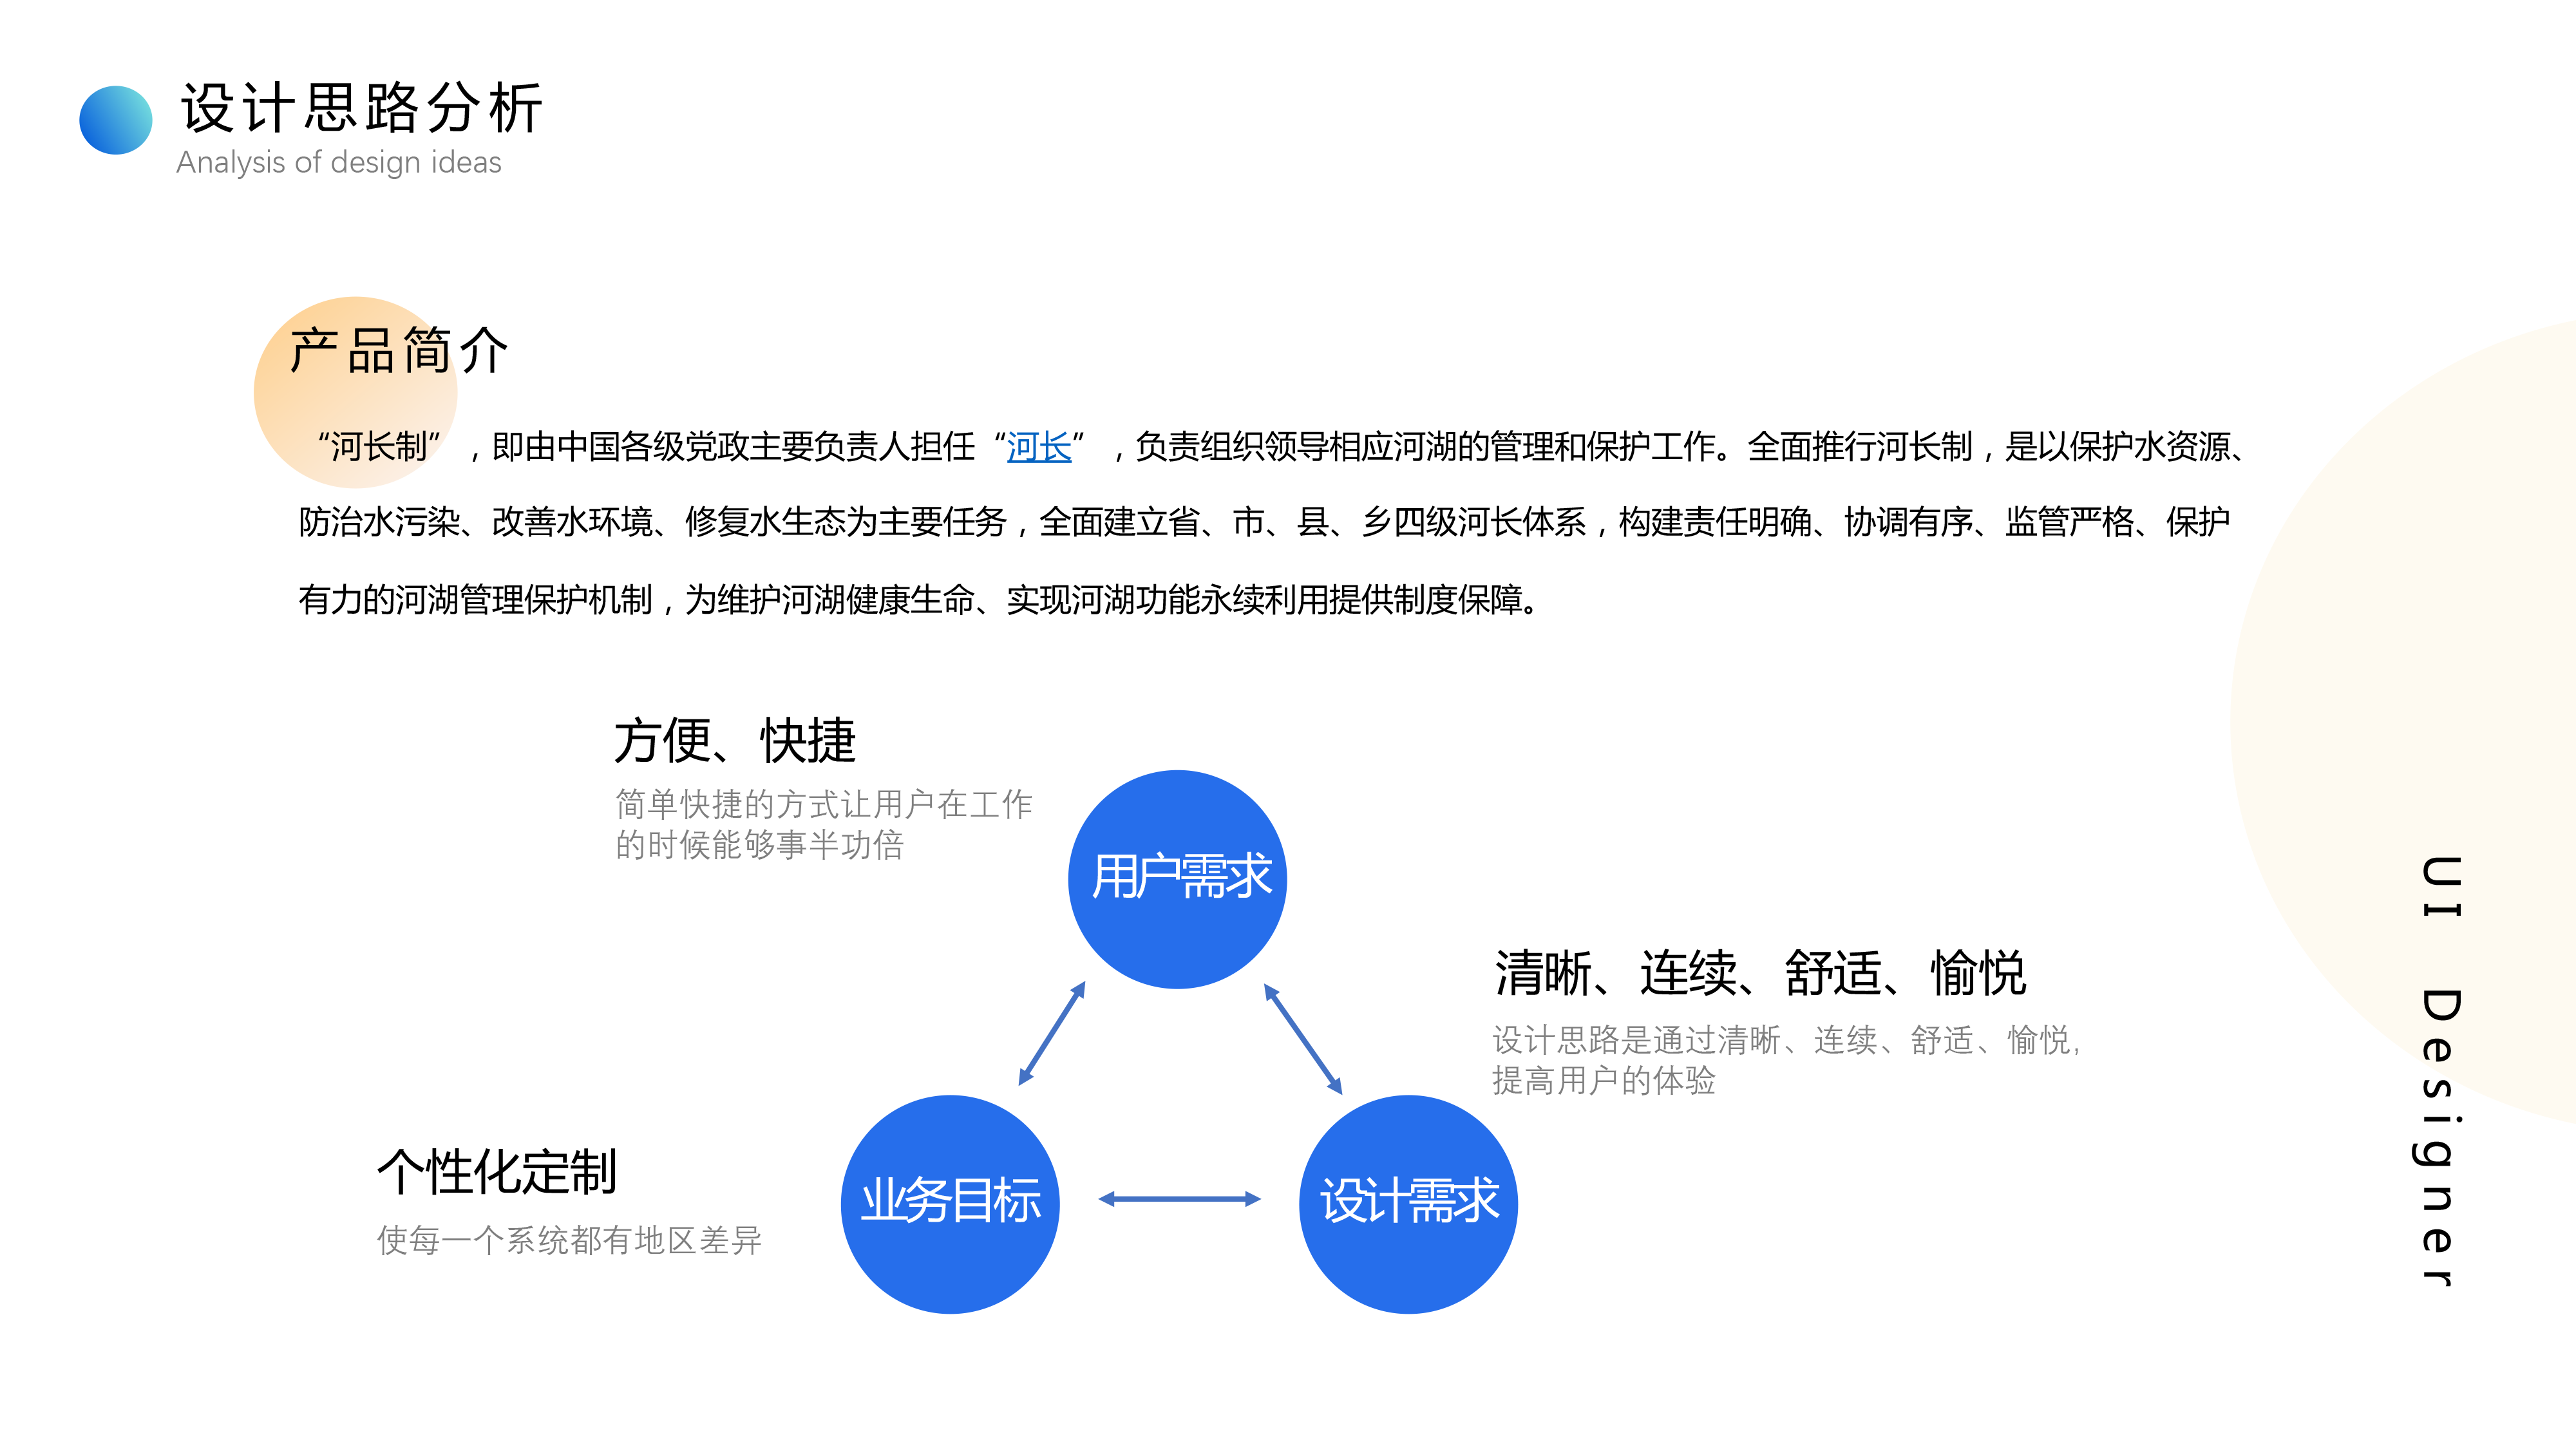 设计思路分析
Analysis of design ideas
产品简介
“河长制”，即由中国各级党政主要负责人担任“河长”，负责组织领导相应河湖的管理和保护工作。全面推行河长制，是以保护水资源、
防治水污染、改善水环境、修复水生态为主要任务，全面建立省、市、县、乡四级河长体系，构建责任明确、协调有序、监管严格、保护
有力的河湖管理保护机制，为维护河湖健康生命、实现河湖功能永续利用提供制度保障。
方便、快捷
简单快捷的方式让用户在工作
的时候能够事半功倍
用户需求
清晰、连续、舒适、愉悦
设计思路是通过清晰、连续、舒适、愉悦，
提高用户的体验
个性化定制
使每一个系统都有地区差异
业务目标
设计需求
UI Designer